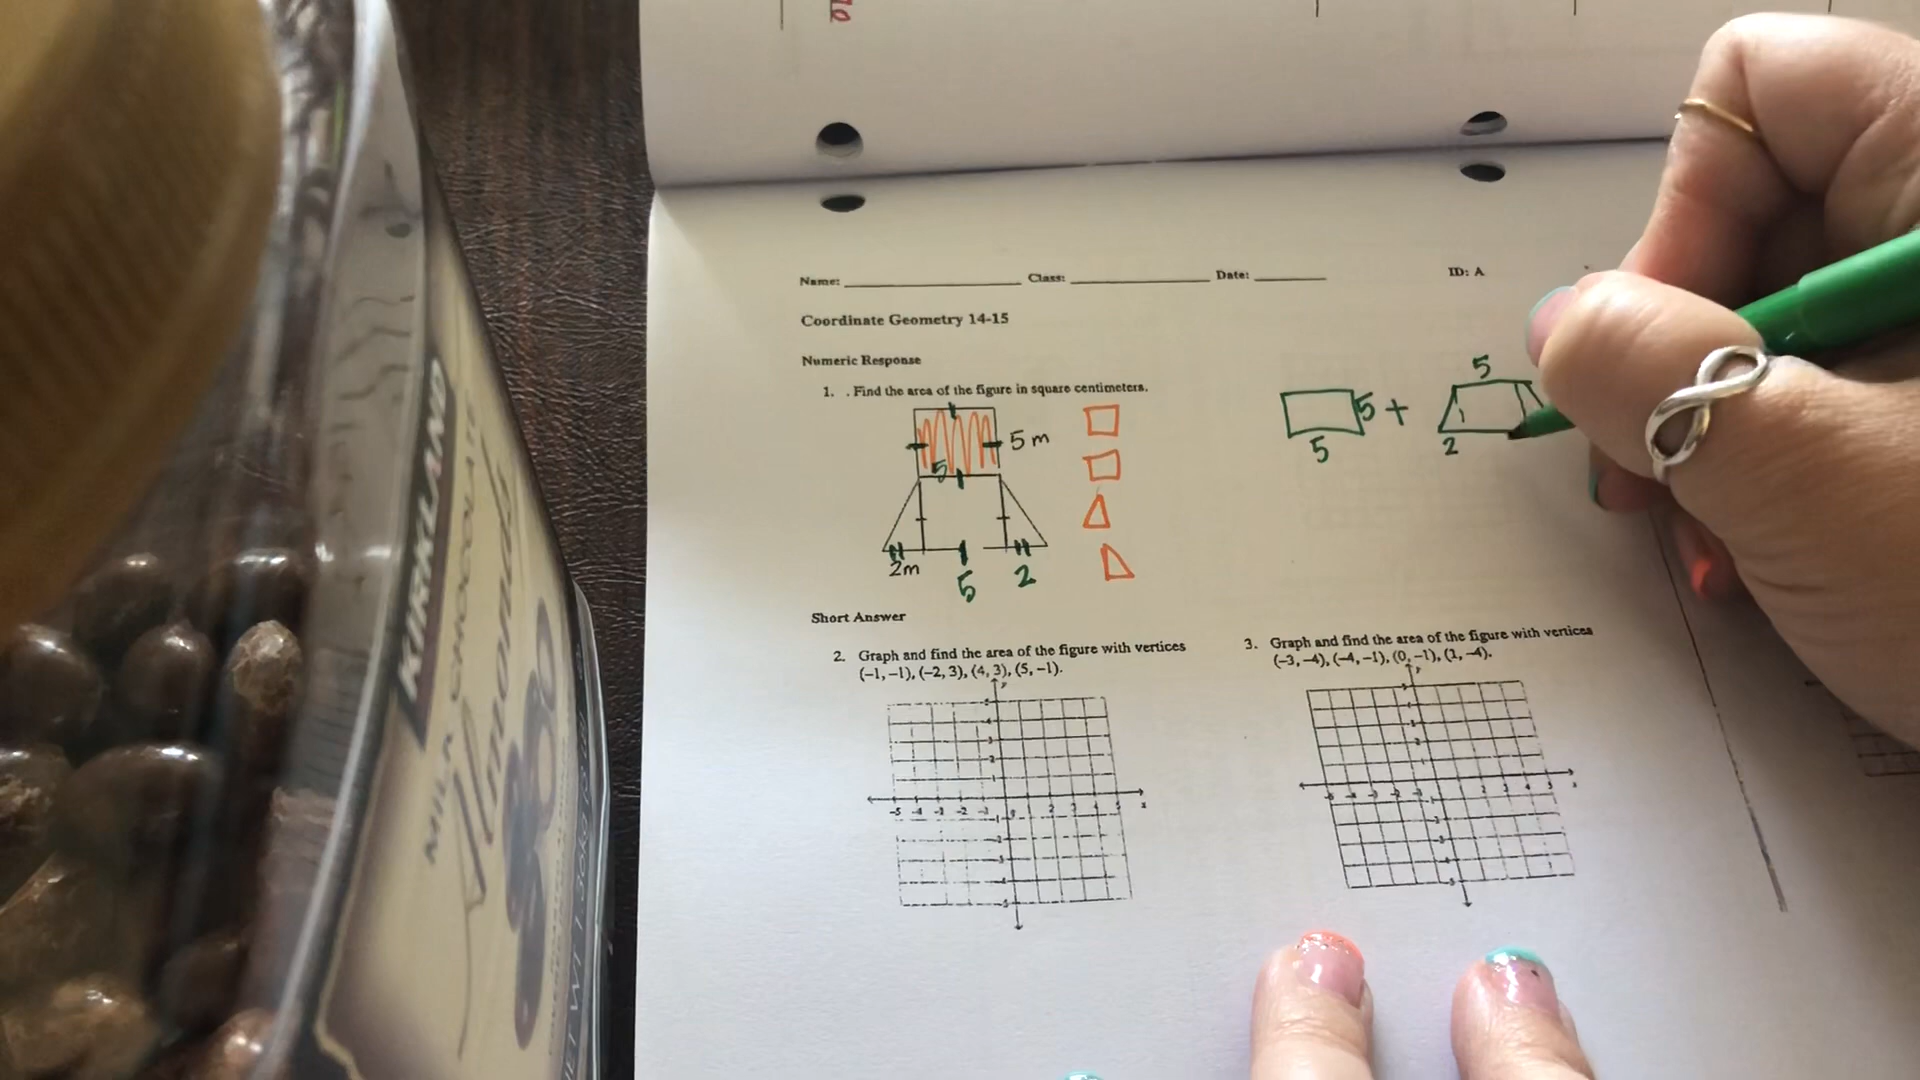 Name: Class: Date: ID: A
Coordinate Geometry 14-15
Numeric Response
1. . Find the area of the figure in square centimeters.
5 m
5
2m
5
2
5
5 +
5
2
Short Answer
2. Graph and find the area of the figure with vertices
(-1, -1), (-2, 3), (4, 3), (5, -1).
3. Graph and find the area of the figure with vertices
(-3, -4), (-4, -1), (0, -1), (1, -4).
KIRKLAND
MILK CHOCOLATE
Almonds